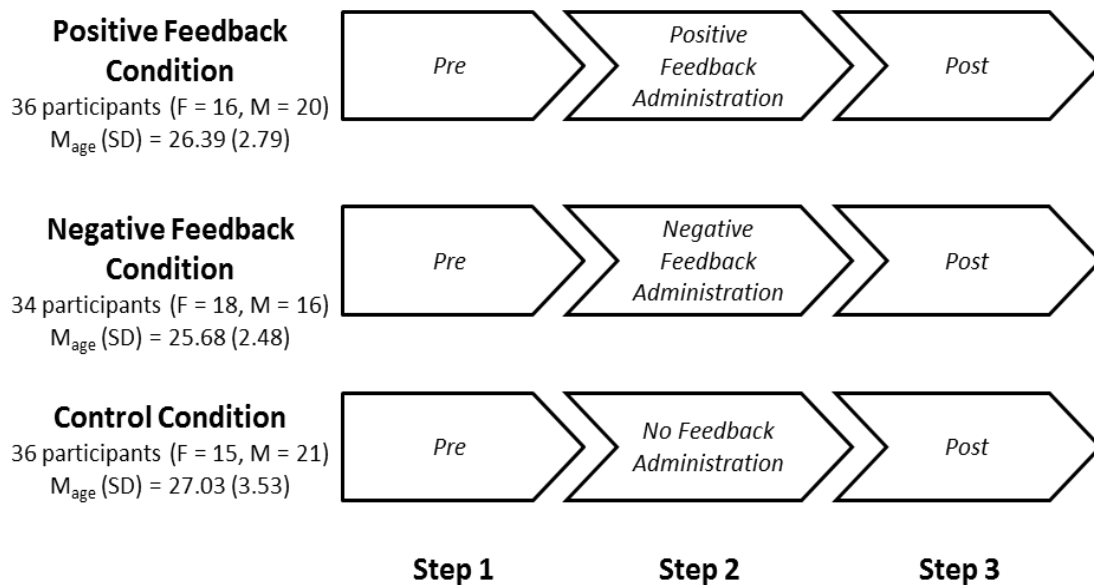 Positive Feedback
Condition
36 participants (F = 16, M = 20)
Mage (SD) = 26.39 (2.79)
Pre
Positive
Feedback
Administration
Post
Negative Feedback
Condition
34 participants (F = 18, M = 16)
Mage (SD) = 25.68 (2.48)
Pre
Negative
Feedback
Administration
Post
Control Condition
36 participants (F = 15, M = 21)
Mage (SD) = 27.03 (3.53)
Pre
No Feedback
Administration
Post
Step 1
Step 2
Step 3